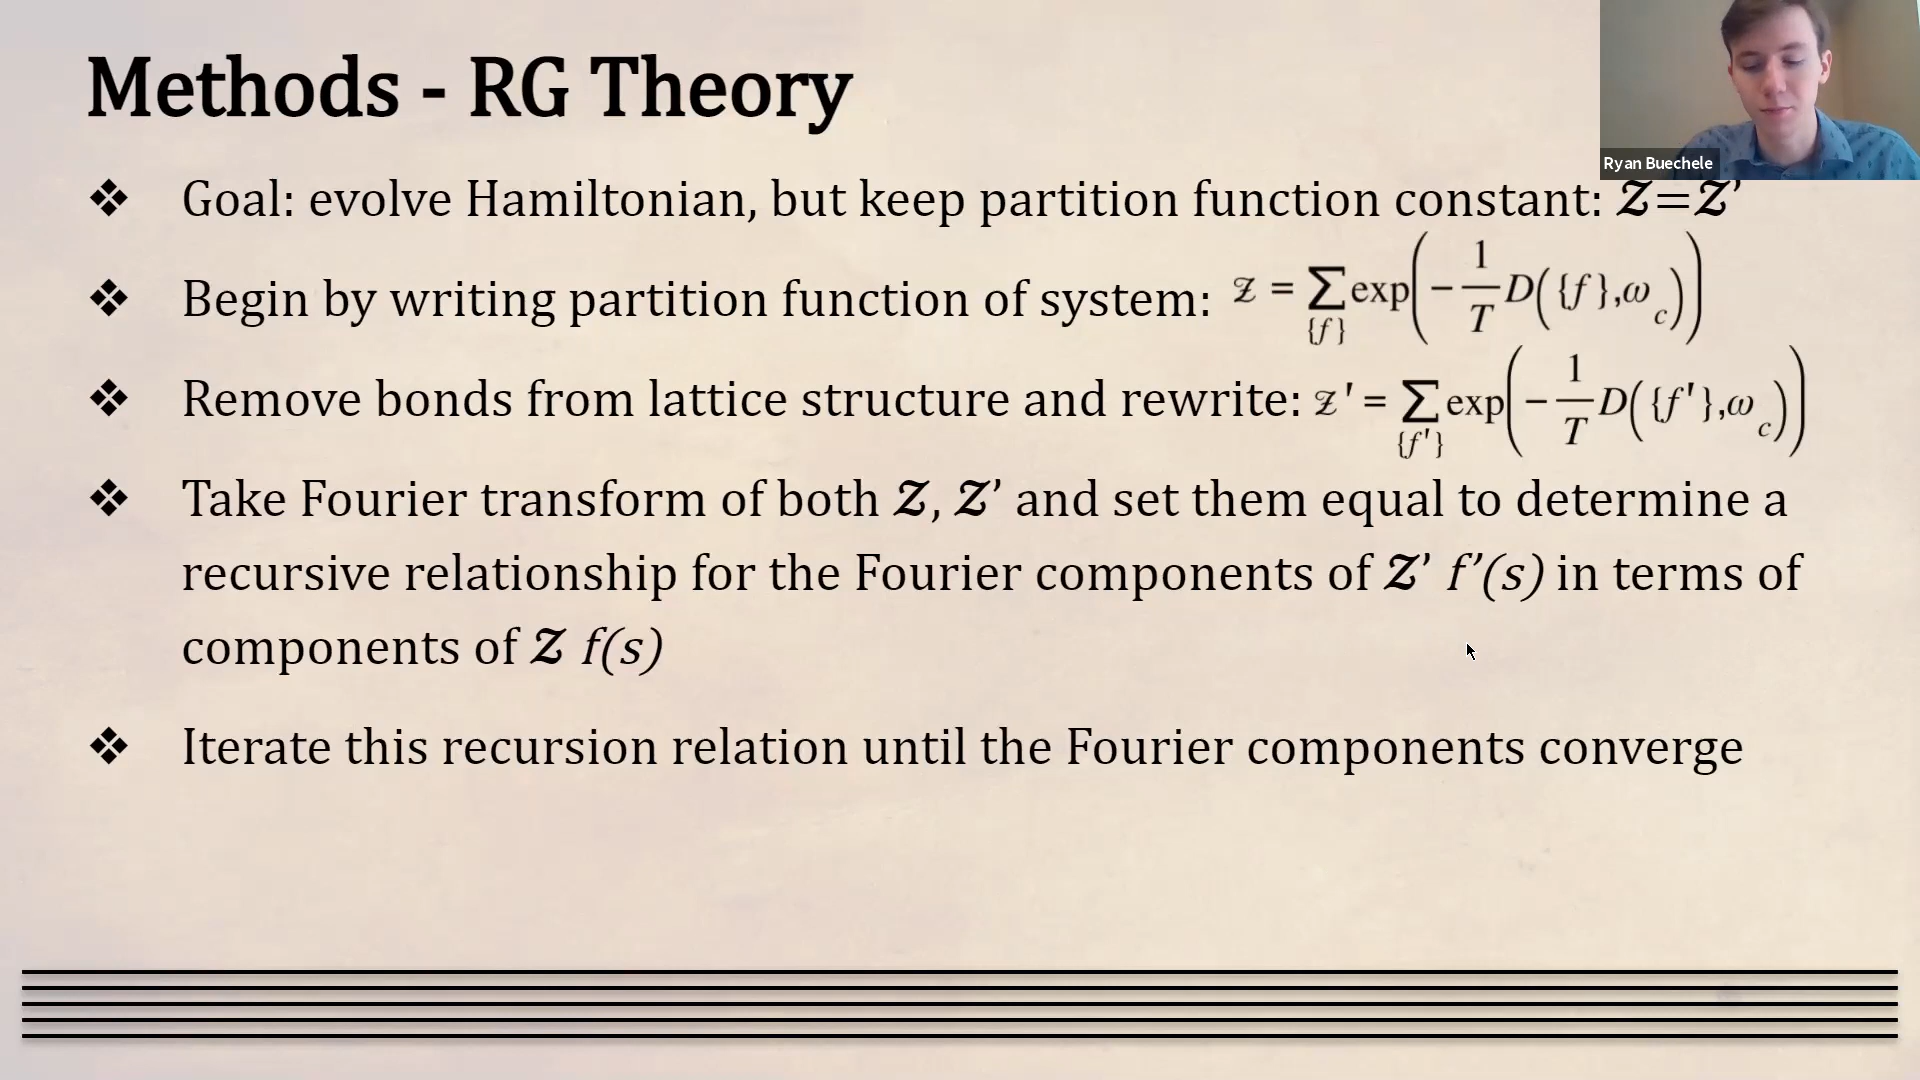 Methods - RG Theory
Ryan Buechele
❖ Goal: evolve Hamiltonian, but keep partition function constant: 𝒵=𝒵’
❖ Begin by writing partition function of system: 𝒵 = ∑_{f} exp(−1/T D({f},ω_c))
❖ Remove bonds from lattice structure and rewrite: 𝒵' = ∑_{f'} exp(−1/T D({f'},ω_c))
❖ Take Fourier transform of both 𝒵, 𝒵’ and set them equal to determine a
recursive relationship for the Fourier components of 𝒵’ f’(s) in terms of
components of 𝒵 f(s)
❖ Iterate this recursion relation until the Fourier components converge